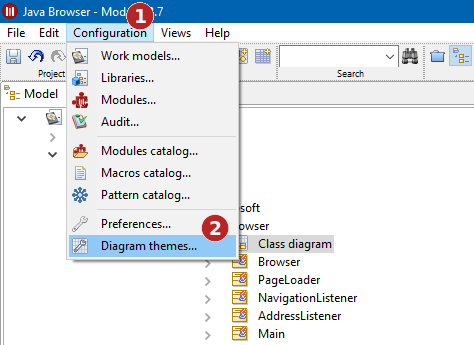 Java Browser - Mod .7
1
File Edit Configuration Views Help
Work models...
Libraries...
Modules...
Audit...
Modules catalog...
Macros catalog...
Pattern catalog...
Preferences...
2
Diagram themes...
Project
Search
Model
osoft
owser
Class diagram
Browser
PageLoader
NavigationListener
AddressListener
Main